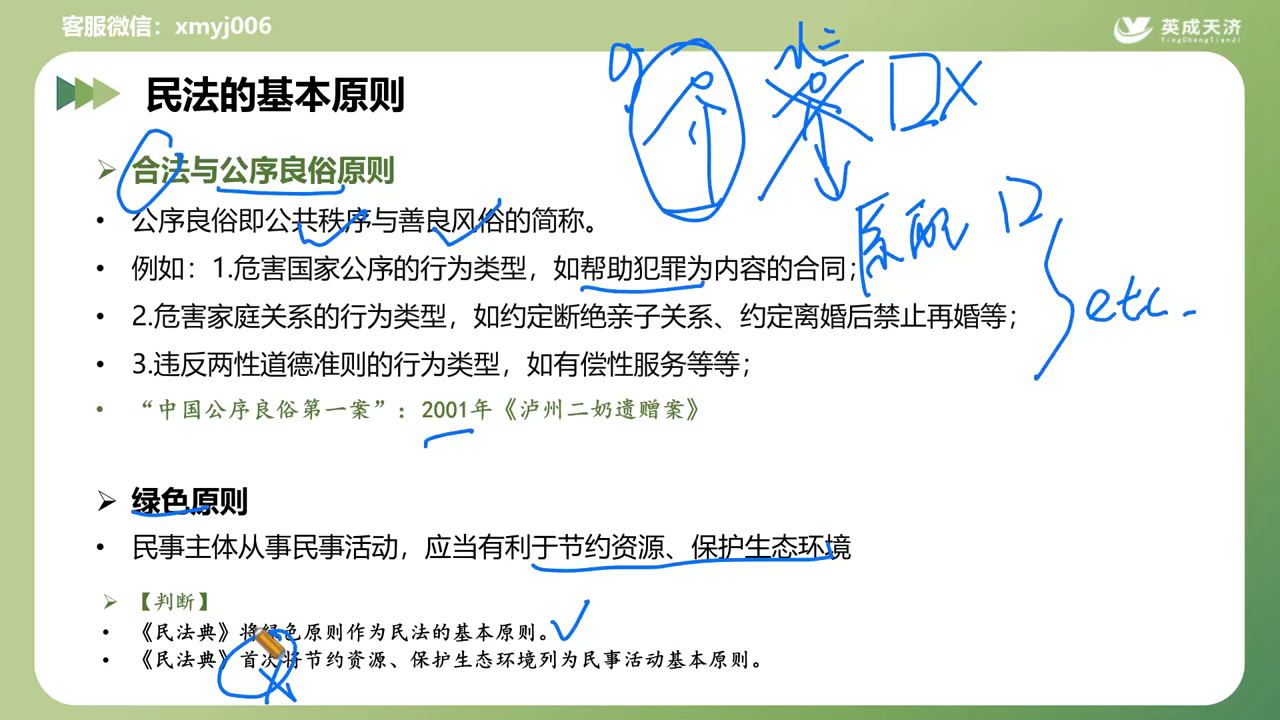 客服微信：xmyj006
英成天济
YingChengTianJi
民法的基本原则
合法与公序良俗原则
公序良俗即公共秩序与善良风俗的简称。
例如：1.危害国家公序的行为类型，如帮助犯罪为内容的合同；
2.危害家庭关系的行为类型，如约定断绝亲子关系、约定离婚后禁止再婚等；
3.违反两性道德准则的行为类型，如有偿性服务等等；
“中国公序良俗第一案”：2001年《泸州二奶遗赠案》
原配
etc.
绿色原则
民事主体从事民事活动，应当有利于节约资源、保护生态环境
【判断】
《民法典》将绿色原则作为民法的基本原则。
《民法典》首次将节约资源、保护生态环境列为民事活动基本原则。